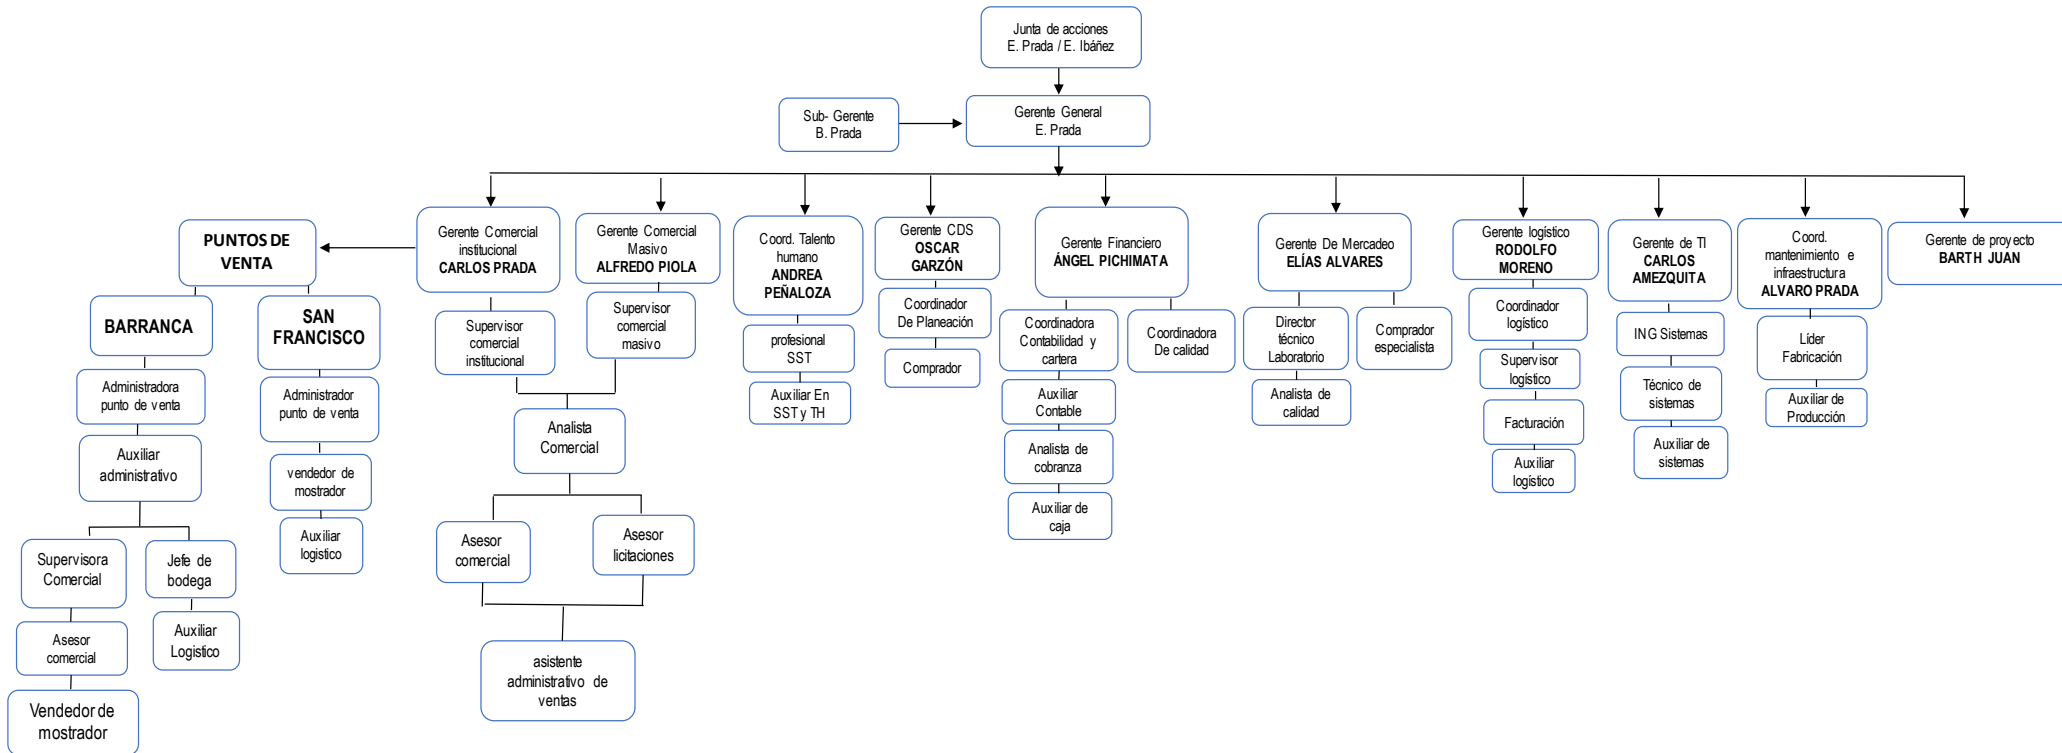 Junta de acciones
E. Prada / E. Ibáñez
Sub- Gerente
B. Prada
Gerente General
E. Prada
PUNTOS DE
VENTA
Gerente Comercial
institucional
CARLOS PRADA
Gerente Comercial
Masivo
ALFREDO PIOLA
Coord. Talento
humano
ANDREA
PEÑALOZA
Gerente CDS
OSCAR
GARZÓN
Gerente Financiero
ÁNGEL PICHIMATA
Gerente De Mercadeo
ELÍAS ALVARES
Gerente logístico
RODOLFO
MORENO
Gerente de TI
CARLOS
AMEZQUITA
Coord.
mantenimiento e
infraestructura
ALVARO PRADA
Gerente de proyecto
BARTH JUAN
BARRANCA
Administradora
punto de venta
Auxiliar
administrativo
Supervisora
Comercial
Asesor
comercial
Vendedor de
mostrador
Jefe de
bodega
Auxiliar
Logistico
SAN
FRANCISCO
Administrador
punto de venta
vendedor de
mostrador
Auxiliar
logistico
Supervisor
comercial
institucional
Supervisor
comercial
masivo
Analista
Comercial
Asesor
comercial
Asesor
licitaciones
asistente
administrativo de
ventas
profesional
SST
Auxiliar En
SST y TH
Coordinador
De Planeación
Comprador
Coordinadora
Contabilidad y
cartera
Auxiliar
Contable
Analista de
cobranza
Auxiliar de
caja
Coordinadora
De calidad
Director
técnico
Laboratorio
Analista de
calidad
Comprador
especialista
Coordinador
logístico
Supervisor
logístico
Facturación
Auxiliar
logístico
ING Sistemas
Técnico de
sistemas
Auxiliar de
sistemas
Líder
Fabricación
Auxiliar de
Producción